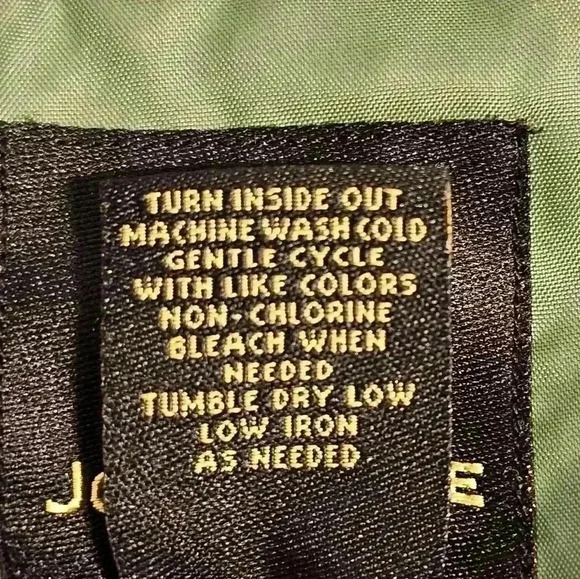 TURN INSIDE OUT
MACHINE WASH COLD
GENTLE CYCLE
WITH LIKE COLORS
NON-CHLORINE
BLEACH WHEN
NEEDED
TUMBLE DRY LOW
LOW IRON
AS NEEDED